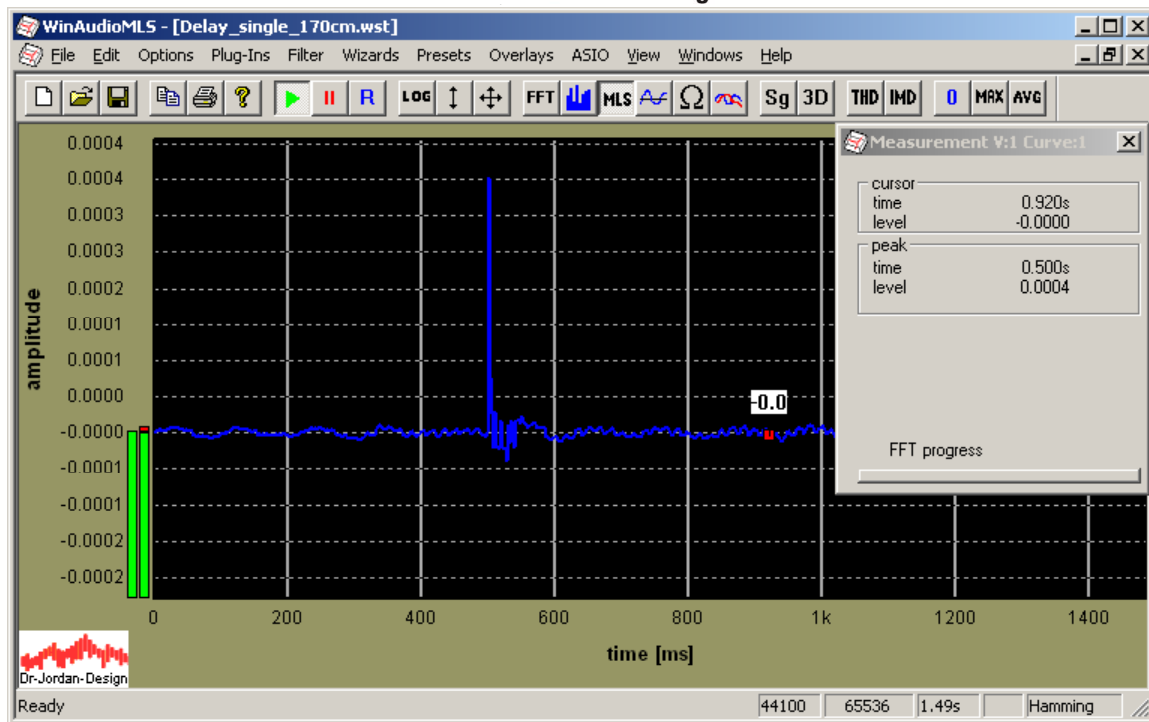 WinAudioMLS - [Delay_single_170cm.wst]
File Edit Options Plug-Ins Filter Wizards Presets Overlays ASIO View Windows Help
R LOG FFT MLS Ω Sg 3D THD IMD 0 MAX AVG
Measurement V:1 Curve:1
cursor
time 0.920s
level -0.0000
peak
time 0.500s
level 0.0004
FFT progress
amplitude
0.0004
0.0004
0.0003
0.0003
0.0002
0.0001
0.0001
0.0000
-0.0000
-0.0001
-0.0001
-0.0002
-0.0002
-0.0
0 200 400 600 800 1k 1200 1400
time [ms]
Dr-Jordan-Design
Ready 44100 65536 1.49s Hamming